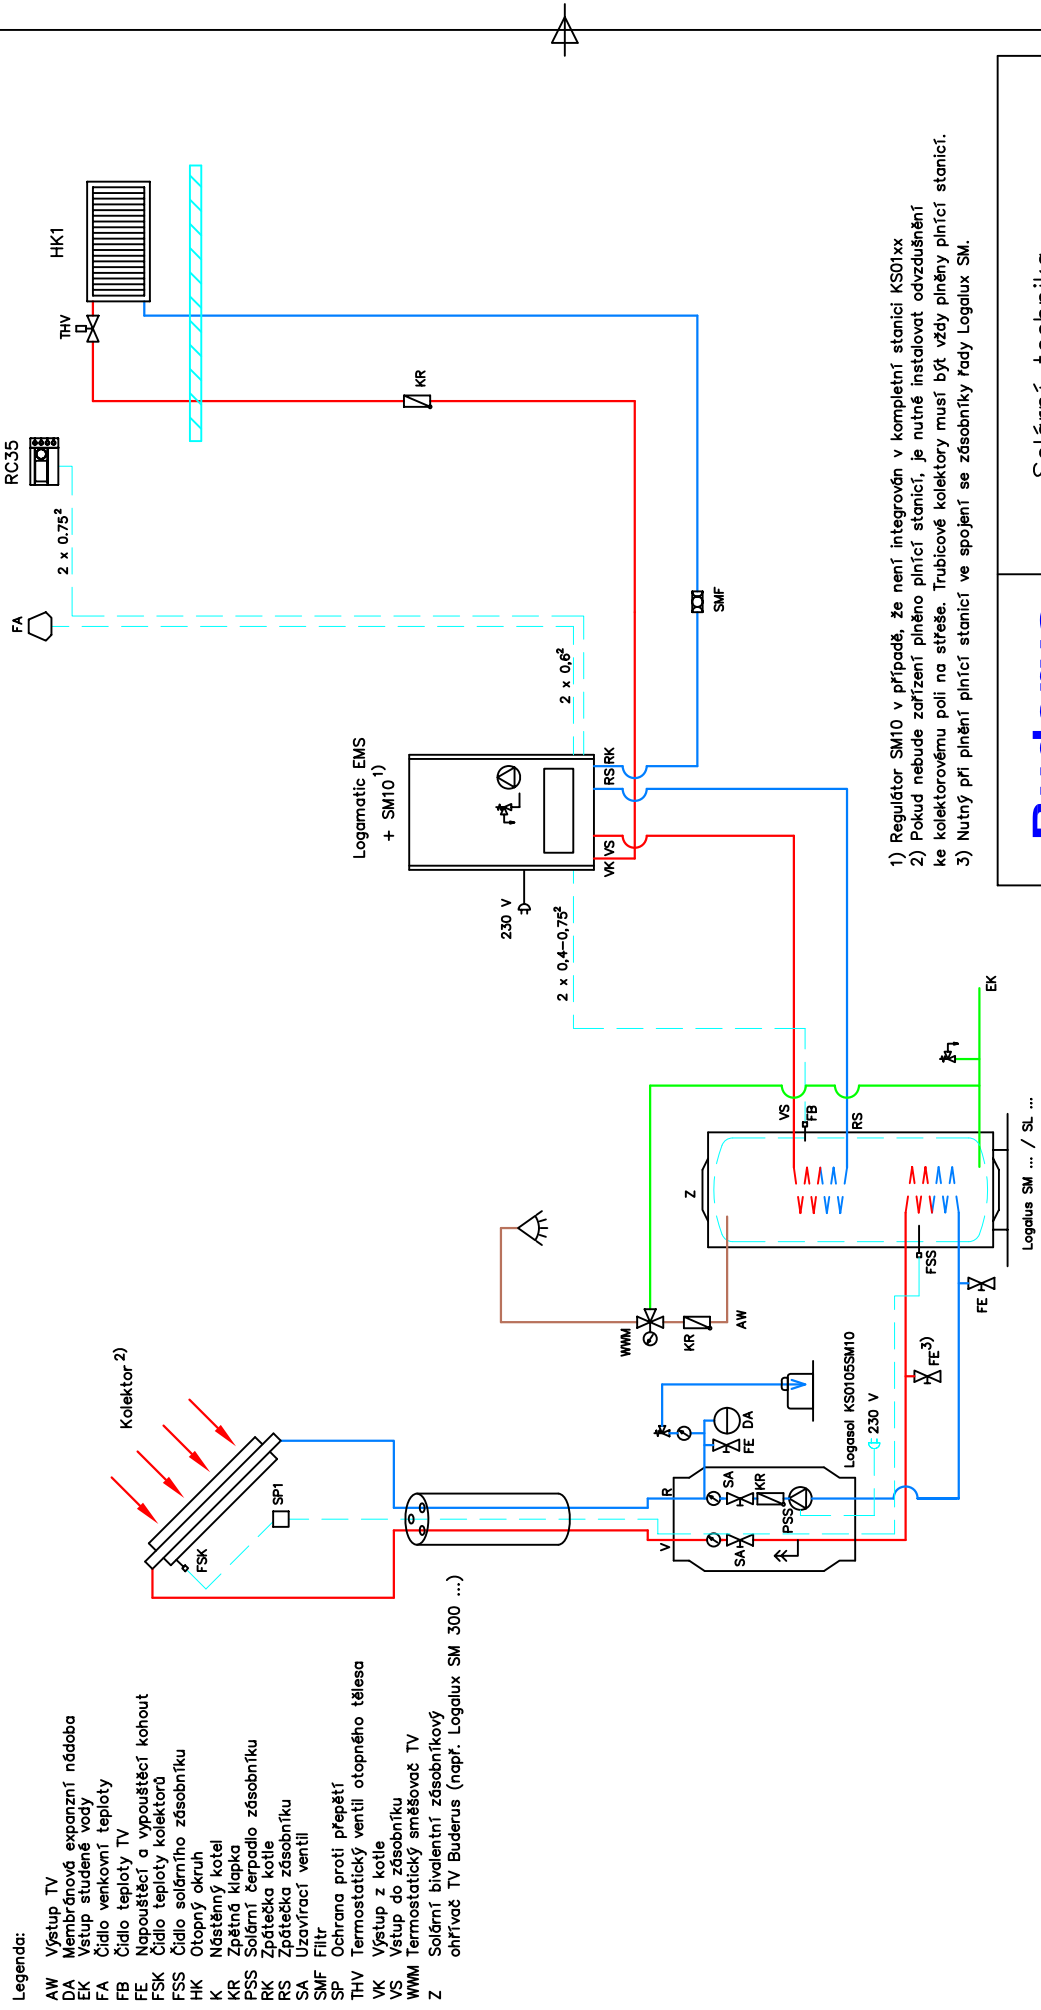 Legenda:
AW Výstup TV
DA Membránová expanzní nádoba
EK Vstup studené vody
FA Čidlo venkovní teploty
FB Čidlo teploty TV
FE Napouštěcí a vypouštěcí kohout
FSK Čidlo teploty kolektorů
FSS Čidlo solárního zásobníku
HK Otopný okruh
K Nástěnný kotel
KR Zpětná klapka
PSS Solární čerpadlo zásobníku
RK Zpátečka kotle
RS Zpátečka zásobníku
SA Uzavírací ventil
SMF Filtr
SP Ochrana proti přepětí
THV Termostatický ventil otopného tělesa
VK Výstup z kotle
VS Vstup do zásobníku
WWM Termostatický směšovač TV
Z Solární bivalentní zásobníkový
ohřívač TV Buderus (např. Logalux SM 300 ...)
Kolektor 2)
FSK
SP1
V
R
SA
SA
KR
PSS
FE
DA
Logasol KS0105SM10
230 V
FE 3)
FE
FSS
WWM
KR
AW
Z
VS
FB
RS
EK
Logalus SM ... / SL ...
230 V
2 x 0,4-0,75²
Logamatic EMS
+ SM10 1)
VK VS
RS RK
2 x 0,6²
FA
2 x 0.75²
RC35
THV
HK1
KR
SMF
1) Regulátor SM10 v případě, že není integrován v kompletní stanici KS01xx
2) Pokud nebude zařízení plněno plnící stanicí, je nutné instalovat odvzdušnění
ke kolektorovému poli na střeše. Trubicové kolektory musí být vždy plněny plnící stanicí.
3) Nutný při plnění plnící stanicí ve spojení se zásobníky řady Logalux SM.
Buderus
Solární technika